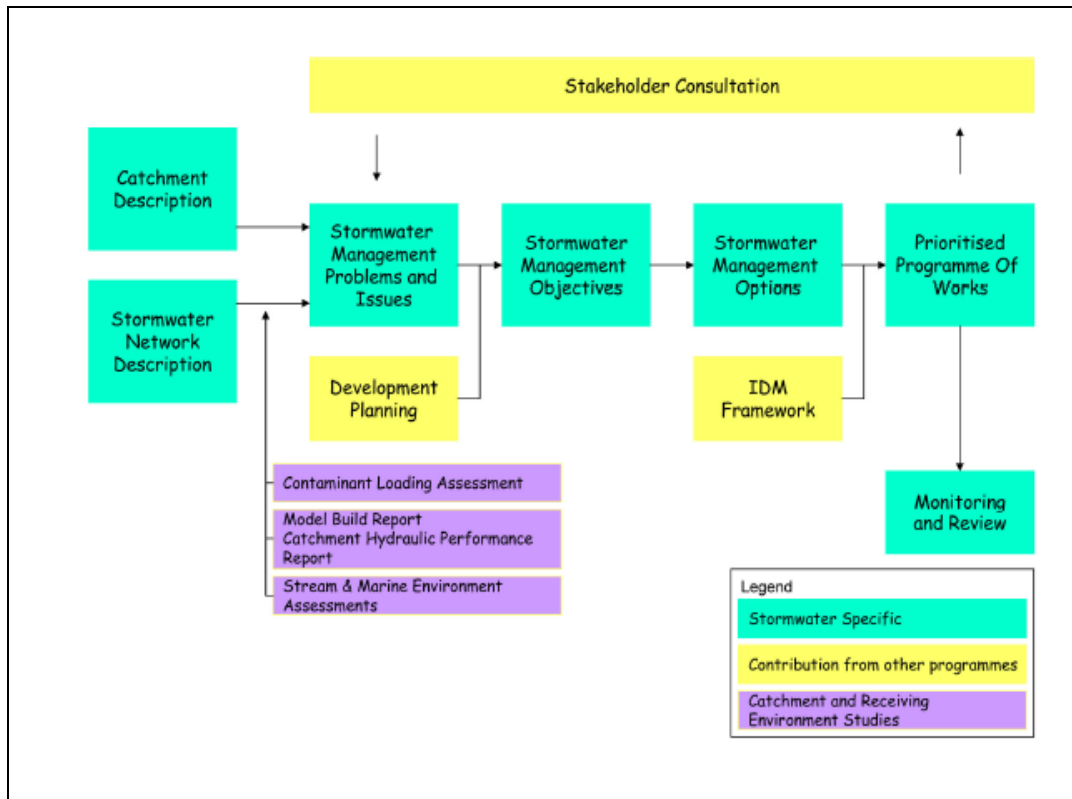 Stakeholder Consultation
Catchment
Description
Stormwater
Network
Description
Stormwater
Management
Problems and
Issues
Stormwater
Management
Objectives
Stormwater
Management
Options
Prioritised
Programme Of
Works
Development
Planning
IDM
Framework
Contaminant Loading Assessment
Model Build Report
Catchment Hydraulic Performance
Report
Stream & Marine Environment
Assessments
Monitoring
and Review
Legend
Stormwater Specific
Contribution from other programmes
Catchment and Receiving
Environment Studies